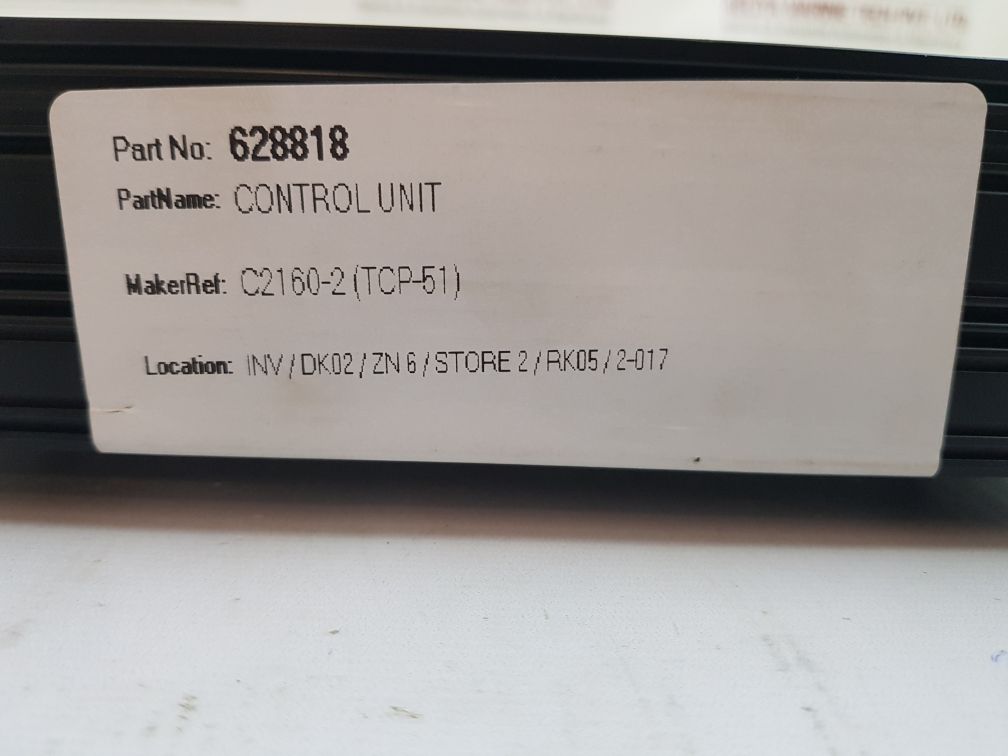 Part No: 628818
PartName: CONTROL UNIT
MakerRef: C2160-2 (TCP-51)
Location: INV / DK02 / ZN 6 / STORE 2 / RK05 / 2-017